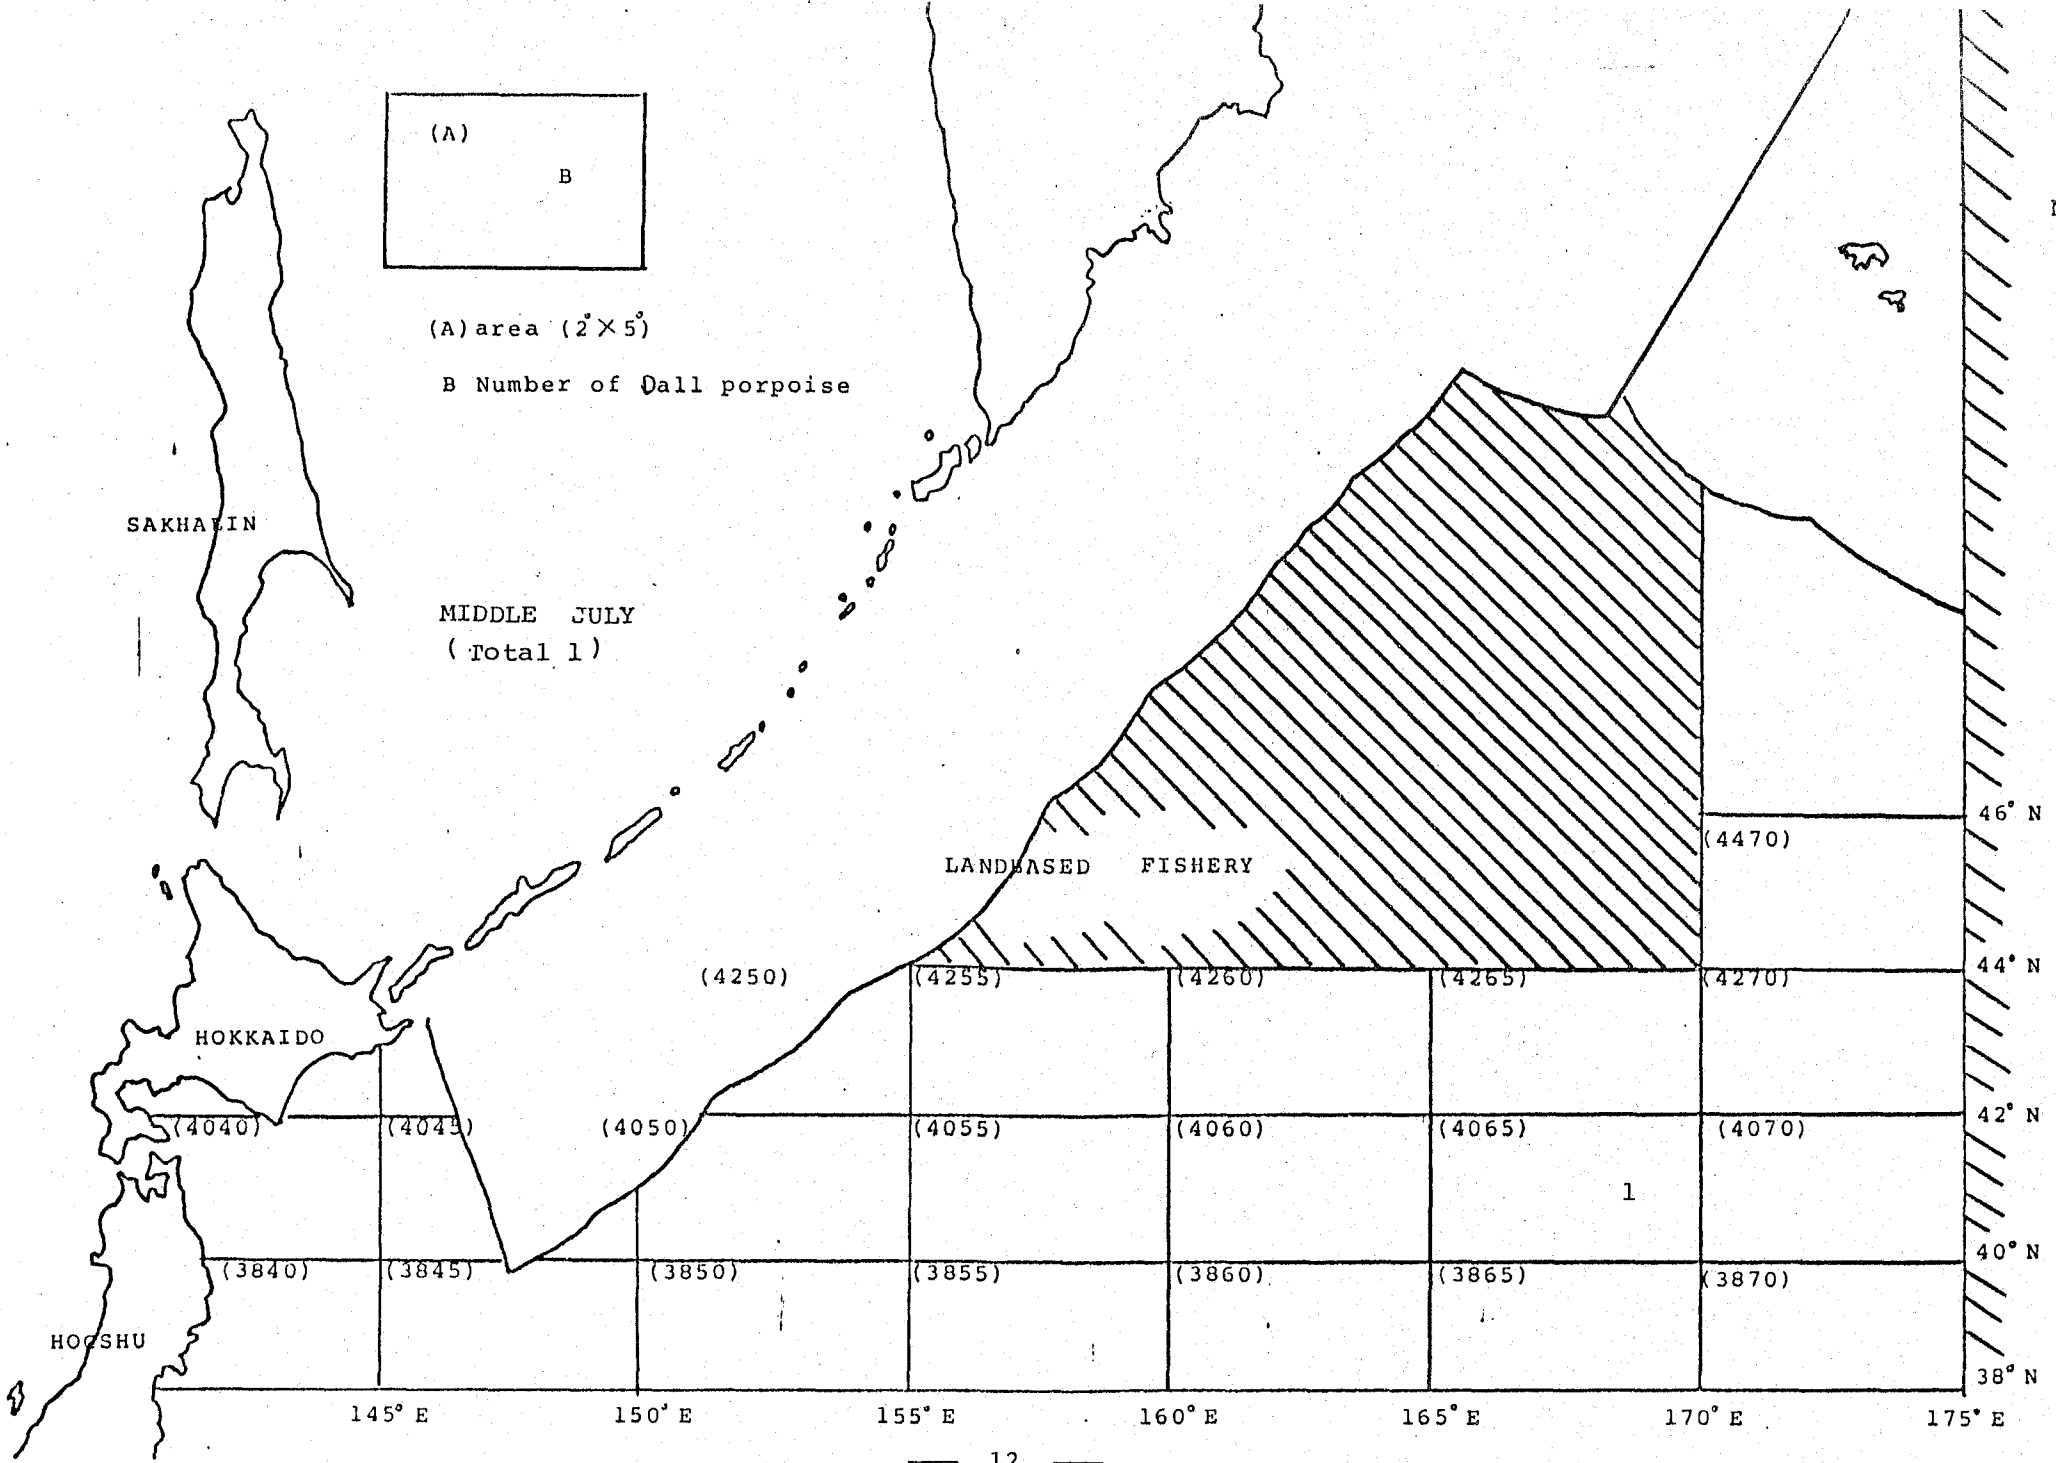 (A)
B
N
(A) area (2°×5°)
B Number of Dall porpoise
SAKHALIN
MIDDLE JULY
(Total 1)
46° N
(4470)
LANDBASED FISHERY
44° N
(4250) (4255) (4260) (4265) (4270)
HOKKAIDO
42° N
(4040) (4045) (4050) (4055) (4060) (4065) (4070)
1
40° N
(3840) (3845) (3850) (3855) (3860) (3865) (3870)
38° N
145° E 150° E 155° E 160° E 165° E 170° E 175° E
— 12 —